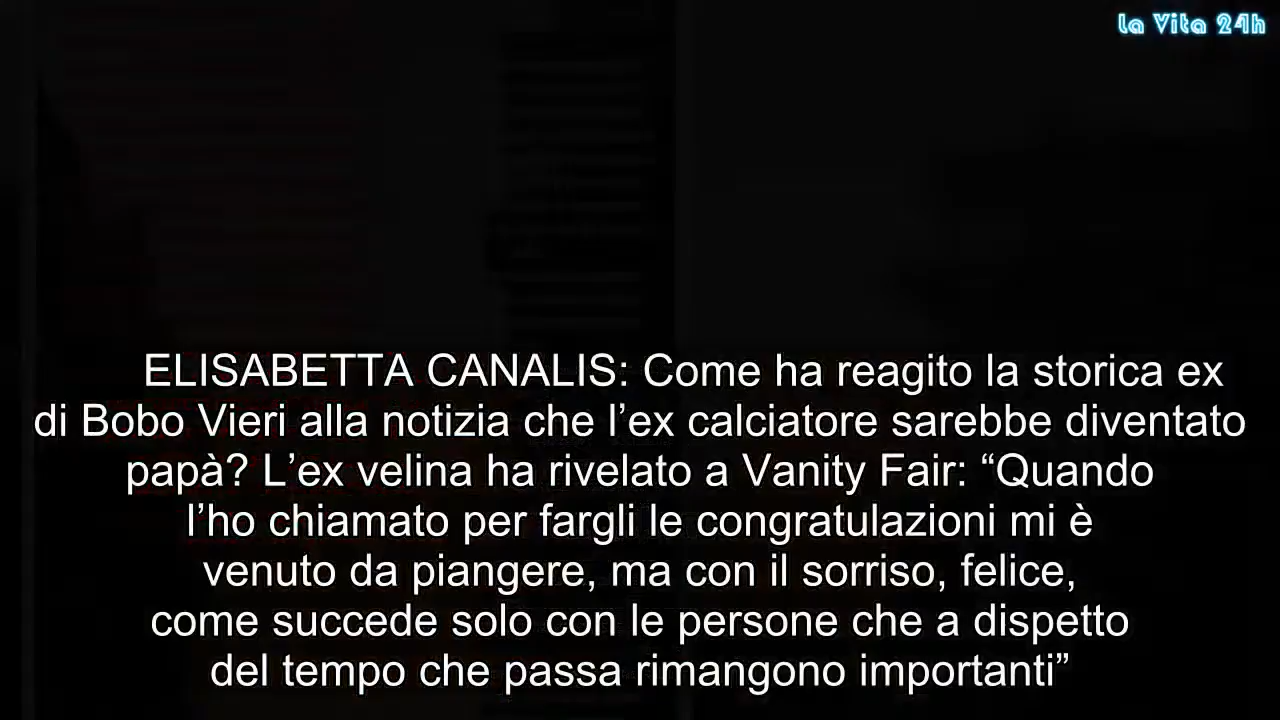 la Vita 24h
ELISABETTA CANALIS: Come ha reagito la storica ex
di Bobo Vieri alla notizia che l’ex calciatore sarebbe diventato
papà? L’ex velina ha rivelato a Vanity Fair: “Quando
l’ho chiamato per fargli le congratulazioni mi è
venuto da piangere, ma con il sorriso, felice,
come succede solo con le persone che a dispetto
del tempo che passa rimangono importanti”